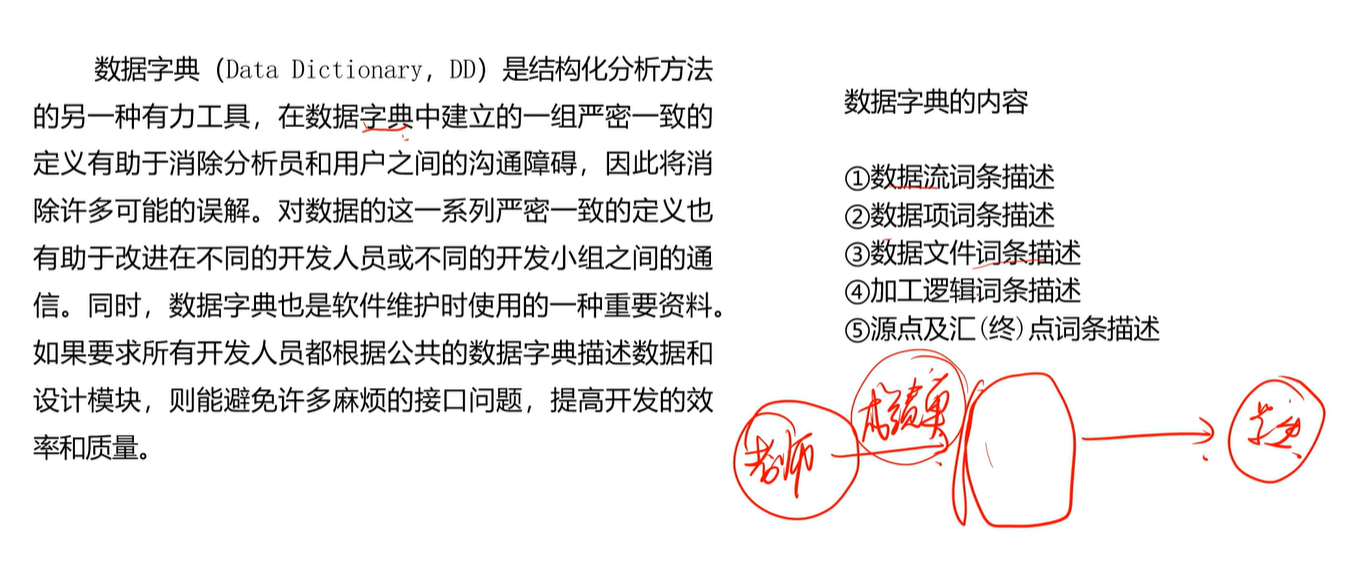 数据字典（Data Dictionary，DD）是结构化分析方法
的另一种有力工具，在数据字典中建立的一组严密一致的
定义有助于消除分析员和用户之间的沟通障碍，因此将消
除许多可能的误解。对数据的这一系列严密一致的定义也
有助于改进在不同的开发人员或不同的开发小组之间的通
信。同时，数据字典也是软件维护时使用的一种重要资料。
如果要求所有开发人员都根据公共的数据字典描述数据和
设计模块，则能避免许多麻烦的接口问题，提高开发的效
率和质量。
数据字典的内容
①数据流词条描述
②数据项词条描述
③数据文件词条描述
④加工逻辑词条描述
⑤源点及汇(终)点词条描述
老师